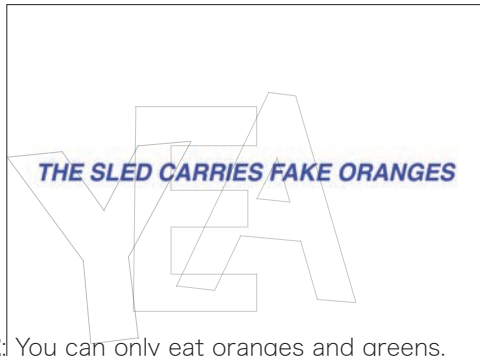 YEA
THE SLED CARRIES FAKE ORANGES
: You can only eat oranges and greens.